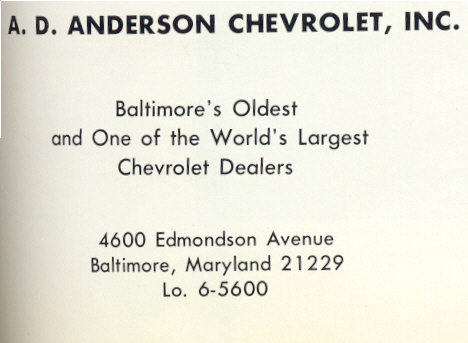 A. D. ANDERSON CHEVROLET, INC.
Baltimore's Oldest
and One of the World's Largest
Chevrolet Dealers
4600 Edmondson Avenue
Baltimore, Maryland 21229
Lo. 6-5600